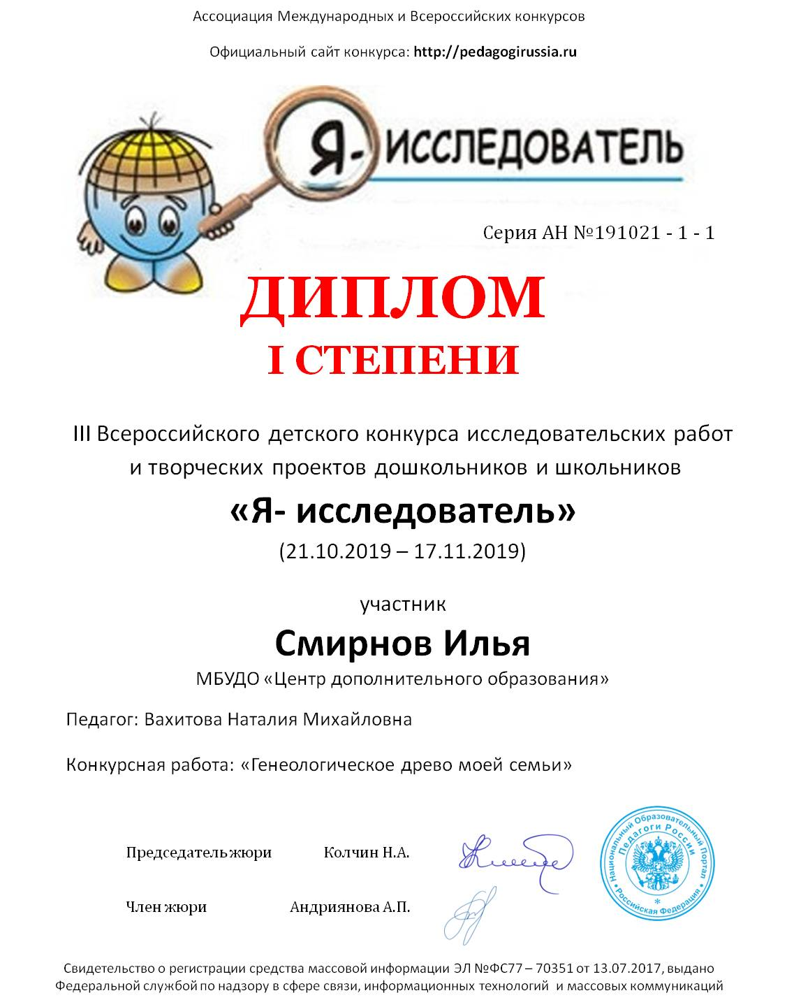 Ассоциация Международных и Всероссийских конкурсов
Официальный сайт конкурса: http://pedagogirussia.ru
Я-ИССЛЕДОВАТЕЛЬ
Серия АН №191021 - 1 - 1
ДИПЛОМ
I СТЕПЕНИ
III Всероссийского детского конкурса исследовательских работ
и творческих проектов дошкольников и школьников
«Я- исследователь»
(21.10.2019 – 17.11.2019)
участник
Смирнов Илья
МБУДО «Центр дополнительного образования»
Педагог: Вахитова Наталия Михайловна
Конкурсная работа: «Генеологическое древо моей семьи»
Председатель жюри Колчин Н.А.
Член жюри Андриянова А.П.
Национальный Образовательный Портал
Педагоги России
* Российская Федерация *
Свидетельство о регистрации средства массовой информации ЭЛ №ФС77 – 70351 от 13.07.2017, выдано
Федеральной службой по надзору в сфере связи, информационных технологий и массовых коммуникаций